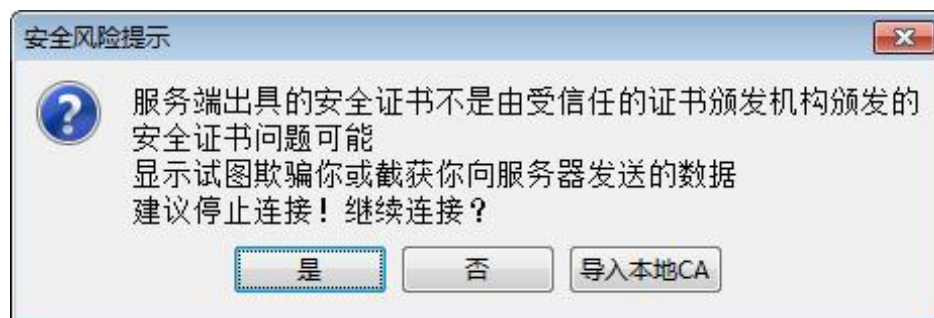 安全风险提示
服务端出具的安全证书不是由受信任的证书颁发机构颁发的
安全证书问题可能
显示试图欺骗你或截获你向服务器发送的数据
建议停止连接！继续连接？
是
否
导入本地CA